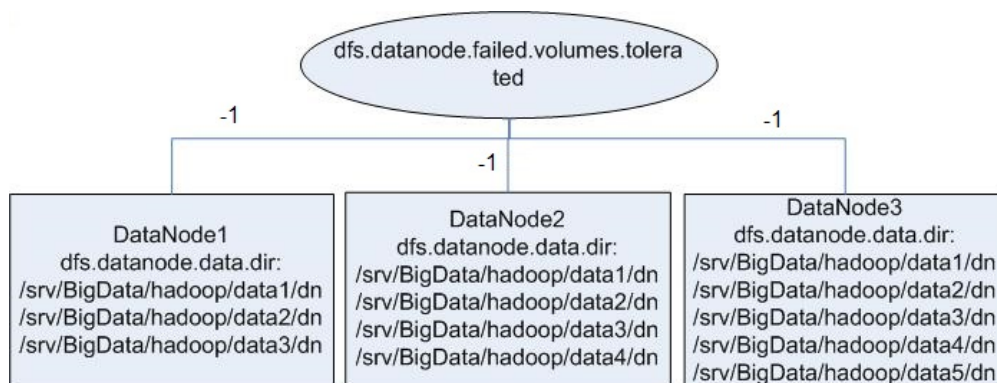 dfs.datanode.failed.volumes.tolera
ted
-1
-1
-1
DataNode1
dfs.datanode.data.dir:
/srv/BigData/hadoop/data1/dn
/srv/BigData/hadoop/data2/dn
/srv/BigData/hadoop/data3/dn
DataNode2
dfs.datanode.data.dir:
/srv/BigData/hadoop/data1/dn
/srv/BigData/hadoop/data2/dn
/srv/BigData/hadoop/data3/dn
/srv/BigData/hadoop/data4/dn
DataNode3
dfs.datanode.data.dir:
/srv/BigData/hadoop/data1/dn
/srv/BigData/hadoop/data2/dn
/srv/BigData/hadoop/data3/dn
/srv/BigData/hadoop/data4/dn
/srv/BigData/hadoop/data5/dn